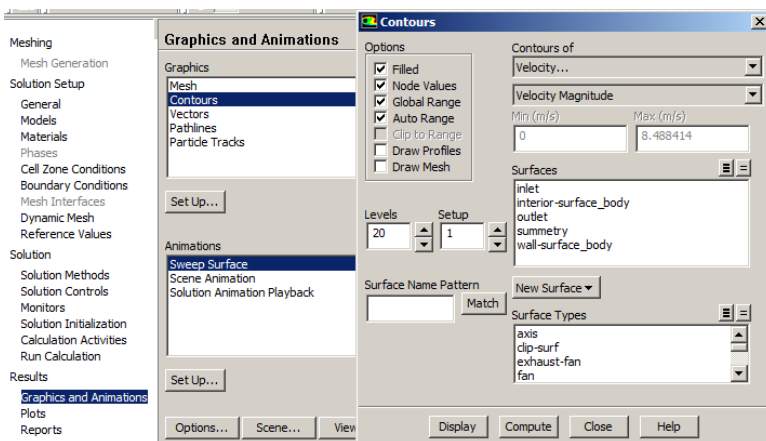 Meshing
Mesh Generation
Solution Setup
General
Models
Materials
Phases
Cell Zone Conditions
Boundary Conditions
Mesh Interfaces
Dynamic Mesh
Reference Values
Solution
Solution Methods
Solution Controls
Monitors
Solution Initialization
Calculation Activities
Run Calculation
Results
Graphics and Animations
Plots
Reports
Graphics and Animations
Graphics
Mesh
Contours
Vectors
Pathlines
Particle Tracks
Set Up...
Animations
Sweep Surface
Scene Animation
Solution Animation Playback
Set Up...
Options... Scene... View
Contours
Options
Filled
Node Values
Global Range
Auto Range
Clip to Range
Draw Profiles
Draw Mesh
Levels Setup
20 1
Surface Name Pattern
Match
Contours of
Velocity...
Velocity Magnitude
Min (m/s) Max (m/s)
0 8.488414
Surfaces
inlet
interior-surface_body
outlet
summetry
wall-surface_body
New Surface
Surface Types
axis
clip-surf
exhaust-fan
fan
Display Compute Close Help